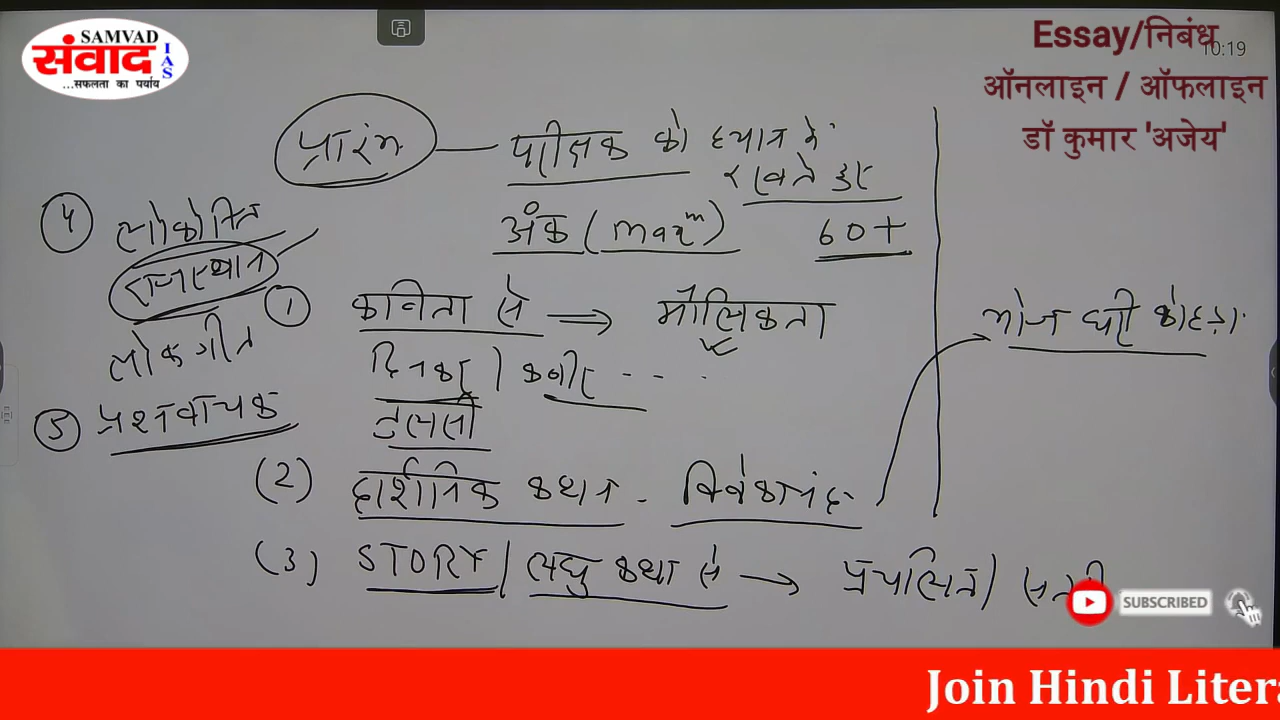 SAMVAD
संवाद IAS
...सफलता का पर्याय
Essay/निबंध
10:19
ऑनलाइन / ऑफलाइन
डॉ कुमार 'अजेय'
प्रारंभ — परीक्षक को ध्यान में
रखते हुए
अंक (maxᵐ) 60+
④ लोकोक्ति
राजस्थान
लोकगीत
① कविता से ⇒ मौलिकता
दिनकर / कबीर ....
तुलसी
⑤ प्रश्नवाचक
(2) दार्शनिक कथन - विवेकानंद
(3) STORY / लघु कथा से → प्रचलित /
SUBSCRIBED
Join Hindi Litera